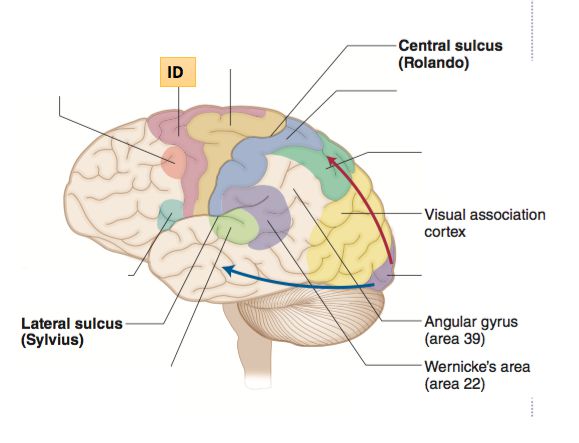 Central sulcus
(Rolando)
ID
Visual association
cortex
Lateral sulcus
(Sylvius)
Angular gyrus
(area 39)
Wernicke's area
(area 22)